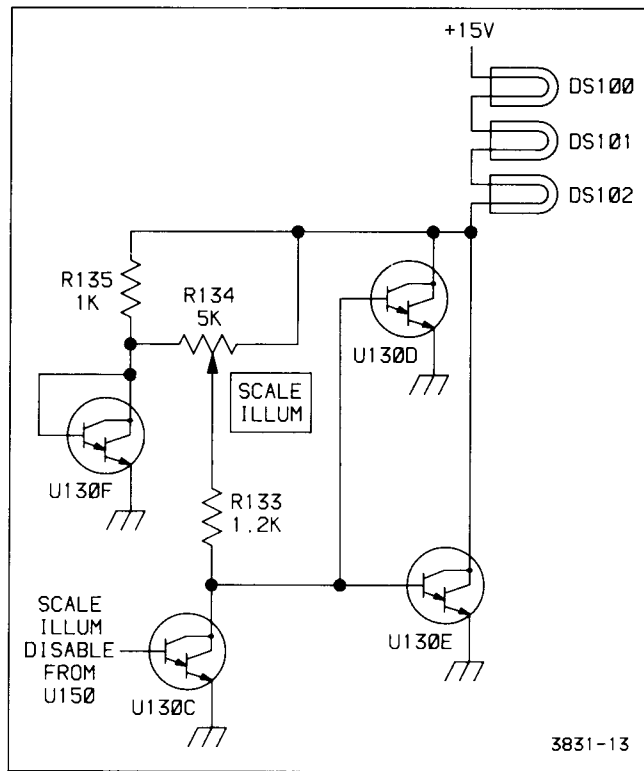 +15V
DS100
DS101
DS102
R135
1K
R134
5K
U130D
SCALE
ILLUM
U130F
R133
1.2K
SCALE
ILLUM
DISABLE
FROM
U150
U130C
U130E
3831-13